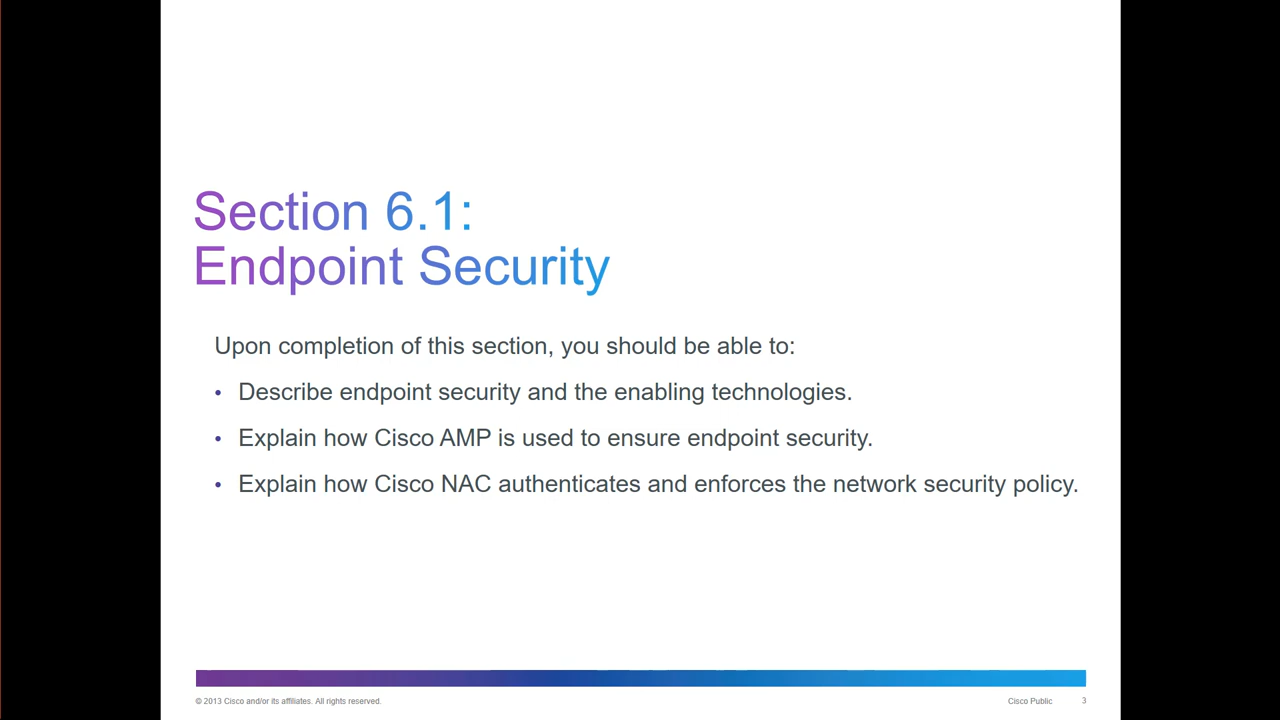 Section 6.1:
Endpoint Security
Upon completion of this section, you should be able to:
• Describe endpoint security and the enabling technologies.
• Explain how Cisco AMP is used to ensure endpoint security.
• Explain how Cisco NAC authenticates and enforces the network security policy.
© 2013 Cisco and/or its affiliates. All rights reserved.
Cisco Public
3